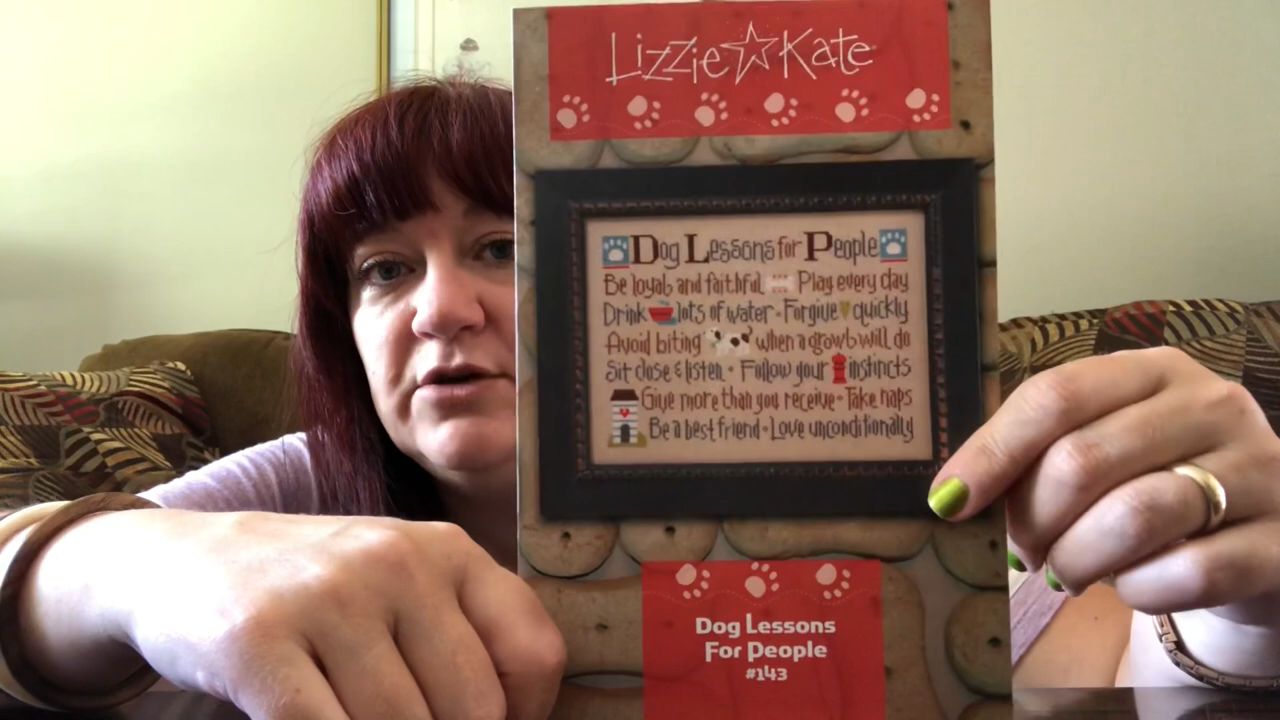 Lizzie☆Kate
Dog Lessons for People
Be loyal and faithful Play every day
Drink lots of water • Forgive quickly
Avoid biting when a growl will do
Sit close & listen • Follow your instincts
Give more than you receive • Take naps
Be a best friend • Love unconditionally
Dog Lessons
For People
#143